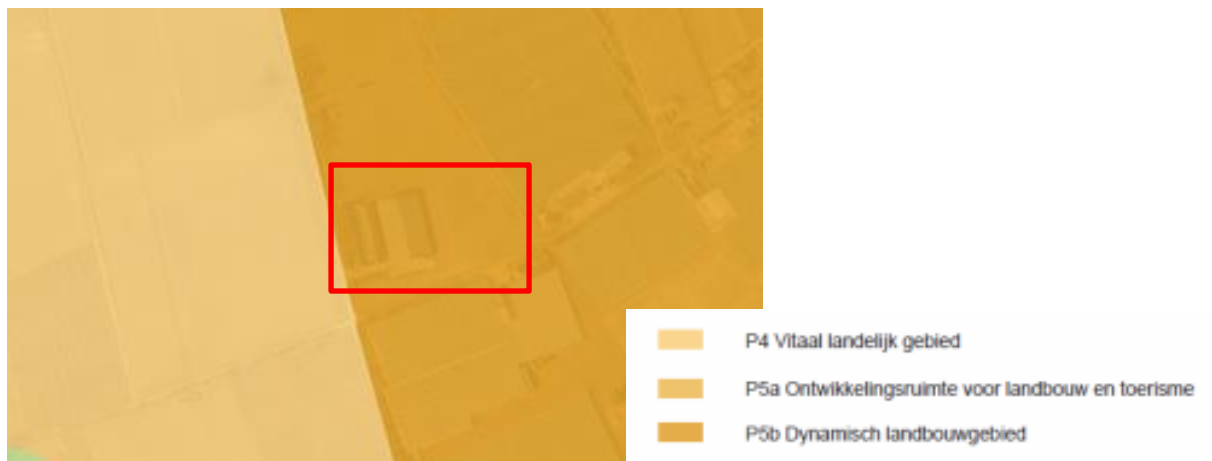 P4 Vitaal landelijk gebied
P5a Ontwikkelingsruimte voor landbouw en toerisme
P5b Dynamisch landbouwgebied